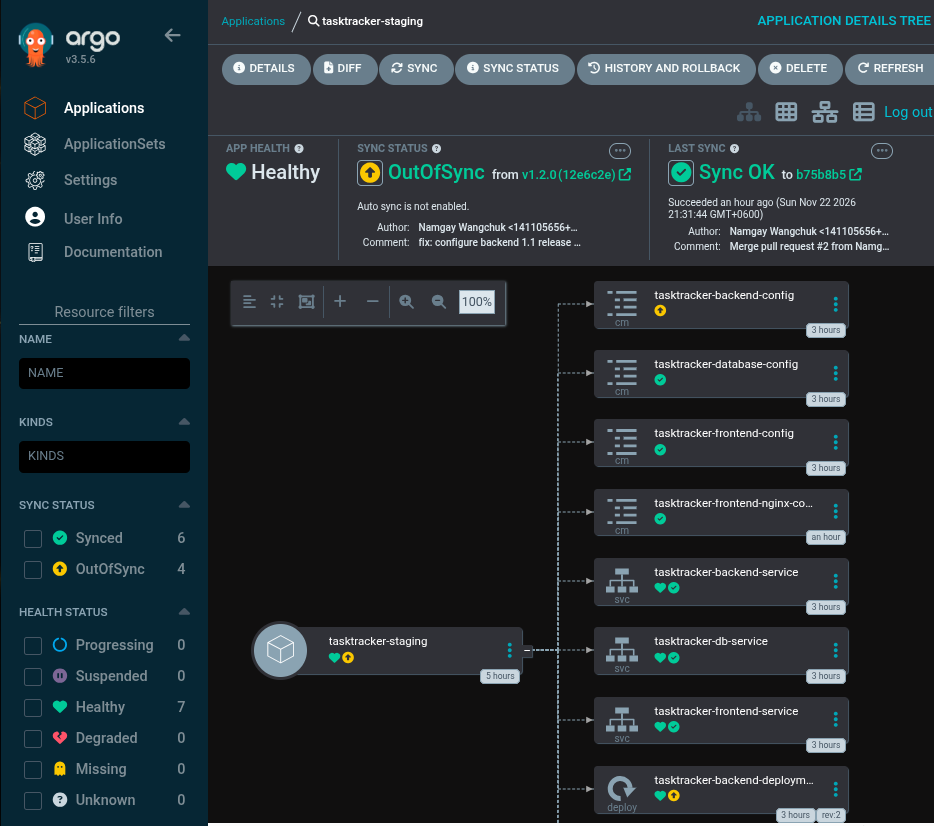 argo
v3.5.6
Applications
ApplicationSets
Settings
User Info
Documentation
Resource filters
NAME
NAME
KINDS
KINDS
SYNC STATUS
Synced 6
OutOfSync 4
HEALTH STATUS
Progressing 0
Suspended 0
Healthy 7
Degraded 0
Missing 0
Unknown 0
Applications / tasktracker-staging
APPLICATION DETAILS TREE
DETAILS DIFF SYNC SYNC STATUS HISTORY AND ROLLBACK DELETE REFRESH
Log out
APP HEALTH
Healthy
SYNC STATUS
OutOfSync from v1.2.0 (12e6c2e)
Auto sync is not enabled.
Author: Namgay Wangchuk <141105656+...
Comment: fix: configure backend 1.1 release ...
LAST SYNC
Sync OK to b75b8b5
Succeeded an hour ago (Sun Nov 22 2026
21:31:44 GMT+0600)
Author: Namgay Wangchuk <141105656+...
Comment: Merge pull request #2 from Namg...
100%
tasktracker-staging
5 hours
tasktracker-backend-config
cm
3 hours
tasktracker-database-config
cm
3 hours
tasktracker-frontend-config
cm
3 hours
tasktracker-frontend-nginx-co...
cm
an hour
tasktracker-backend-service
svc
3 hours
tasktracker-db-service
svc
3 hours
tasktracker-frontend-service
svc
3 hours
tasktracker-backend-deploym...
deploy
3 hours rev:2